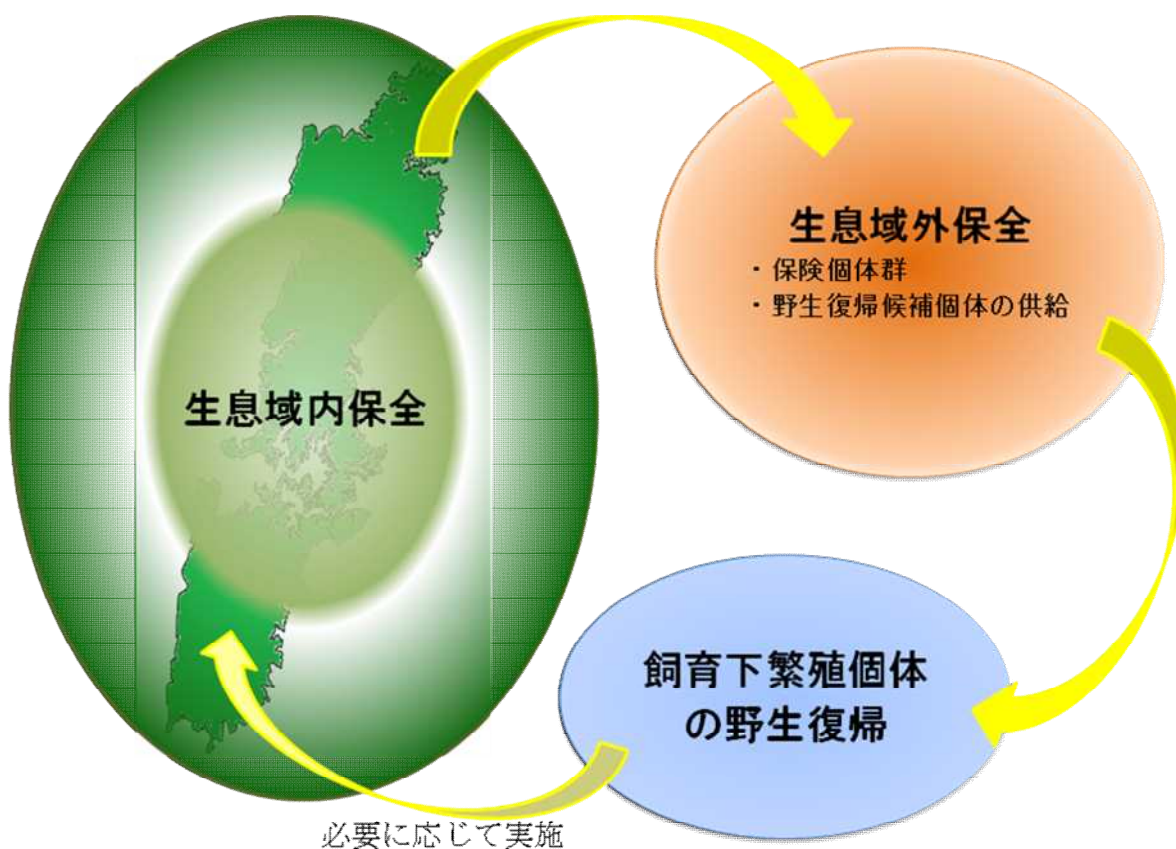 生息域内保全
生息域外保全
・保険個体群
・野生復帰候補個体の供給
飼育下繁殖個体
の野生復帰
必要に応じて実施